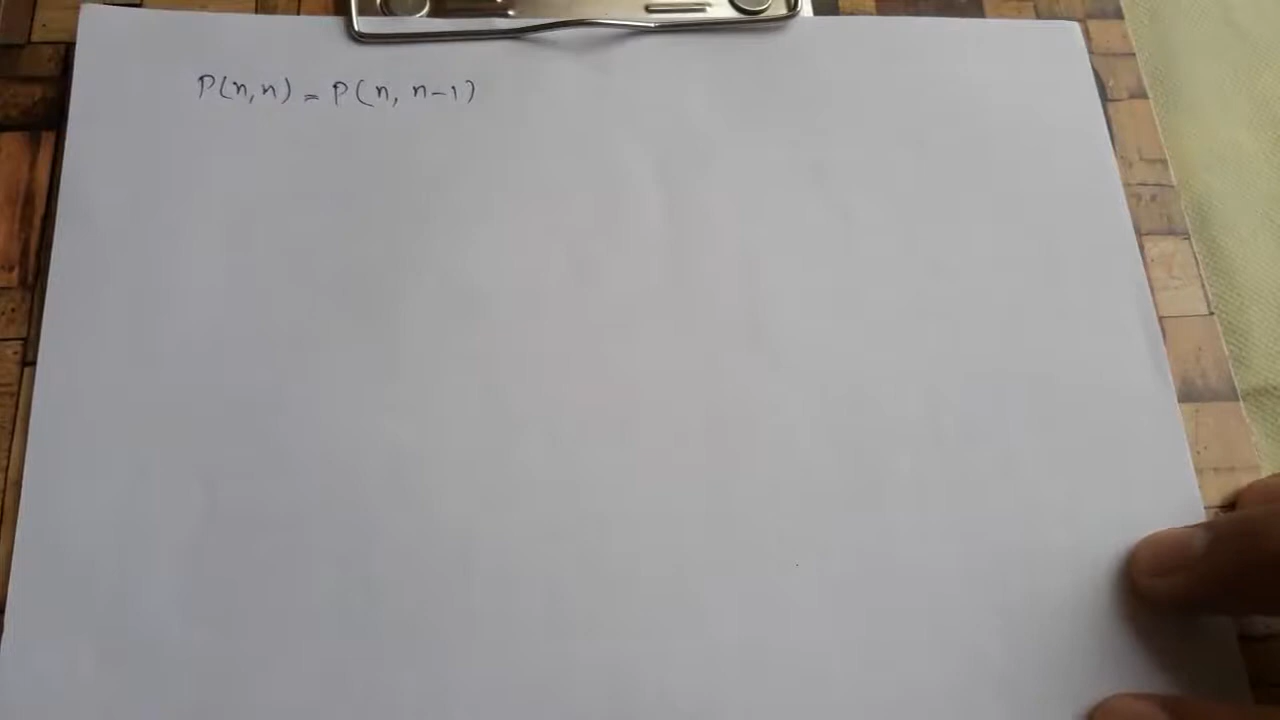 P(n,n) = P(n, n-1)